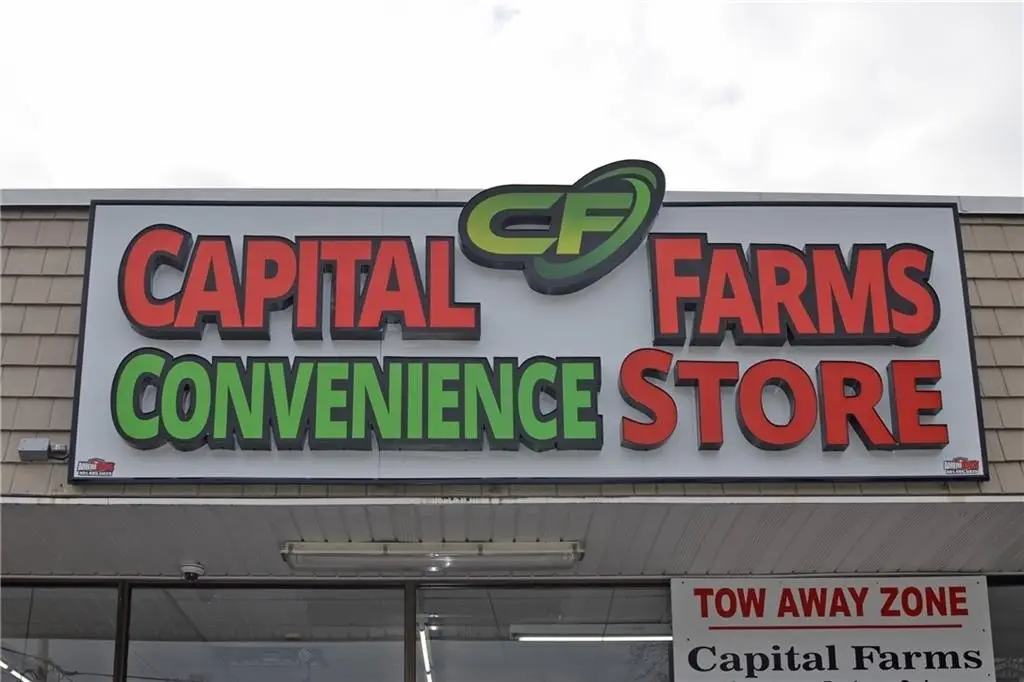 CF
CAPITAL FARMS
CONVENIENCE STORE
TOW AWAY ZONE
Capital Farms